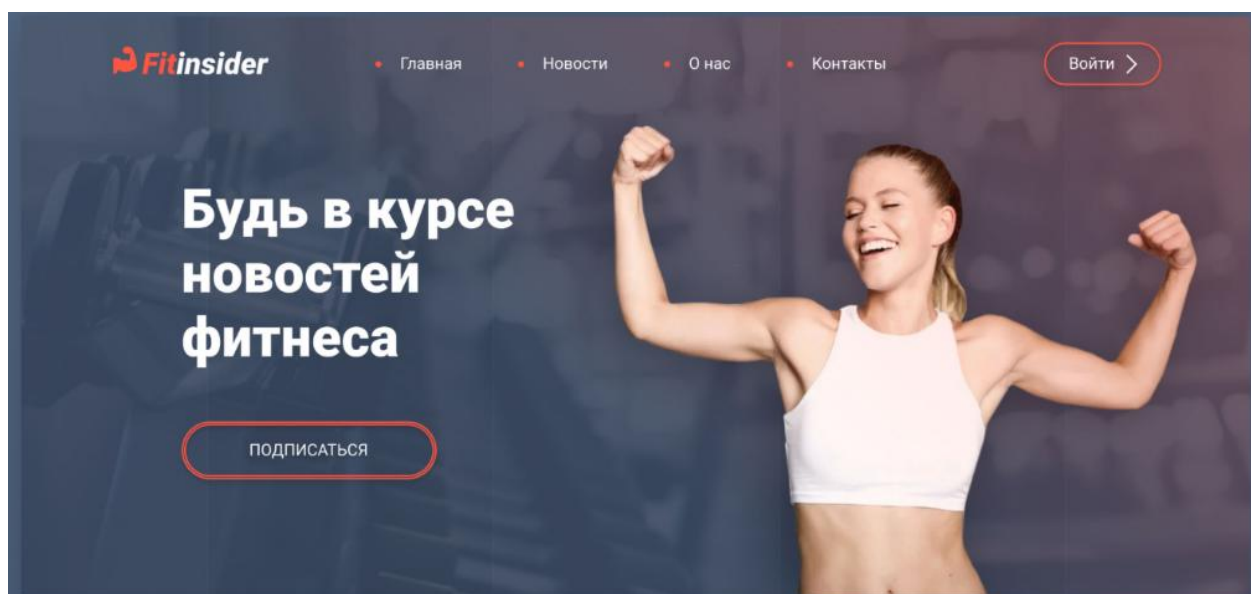 Fitinsider
Главная
Новости
О нас
Контакты
Войти
Будь в курсе
новостей
фитнеса
ПОДПИСАТЬСЯ